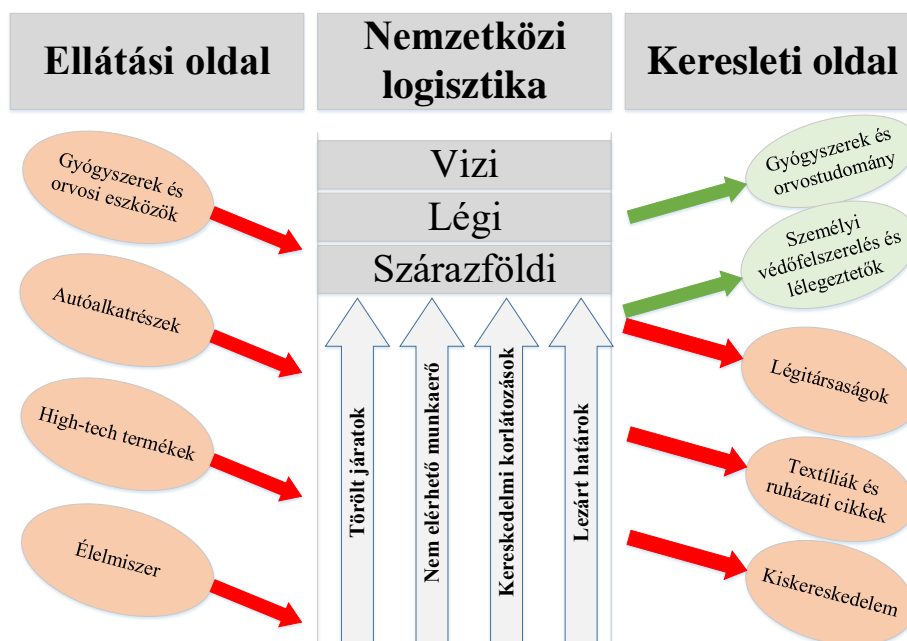 Ellátási oldal
Nemzetközi
logisztika
Keresleti oldal
Gyógyszerek és
orvosi eszközök
Autóalkatrészek
High-tech termékek
Élelmiszer
Vizi
Légi
Szárazföldi
Törölt járatok
Nem elérhető munkaerő
Kereskedelmi korlátozások
Lezárt határok
Gyógyszerek és
orvostudomány
Személyi
védőfelszerelés és
lélegeztetők
Légitársaságok
Textíliák és
ruházati cikkek
Kiskereskedelem